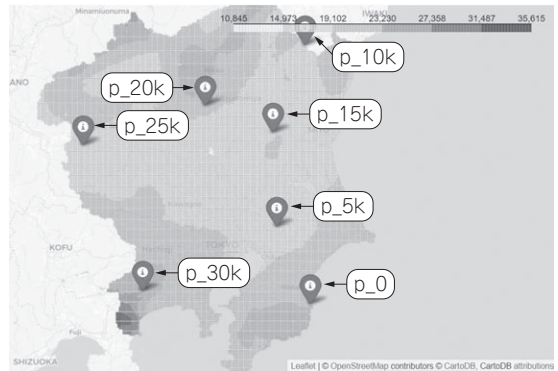 Minamiuonuma
IWAKI
10,845 14,973 19,102 23,230 27,358 31,487 35,615
p_10k
ANO
p_20k
p_15k
p_25k
p_5k
KOFU
TOKYO
p_30k
p_0
Fuji
SHIZUOKA
Leaflet | © OpenStreetMap contributors © CartoDB, CartoDB attributions